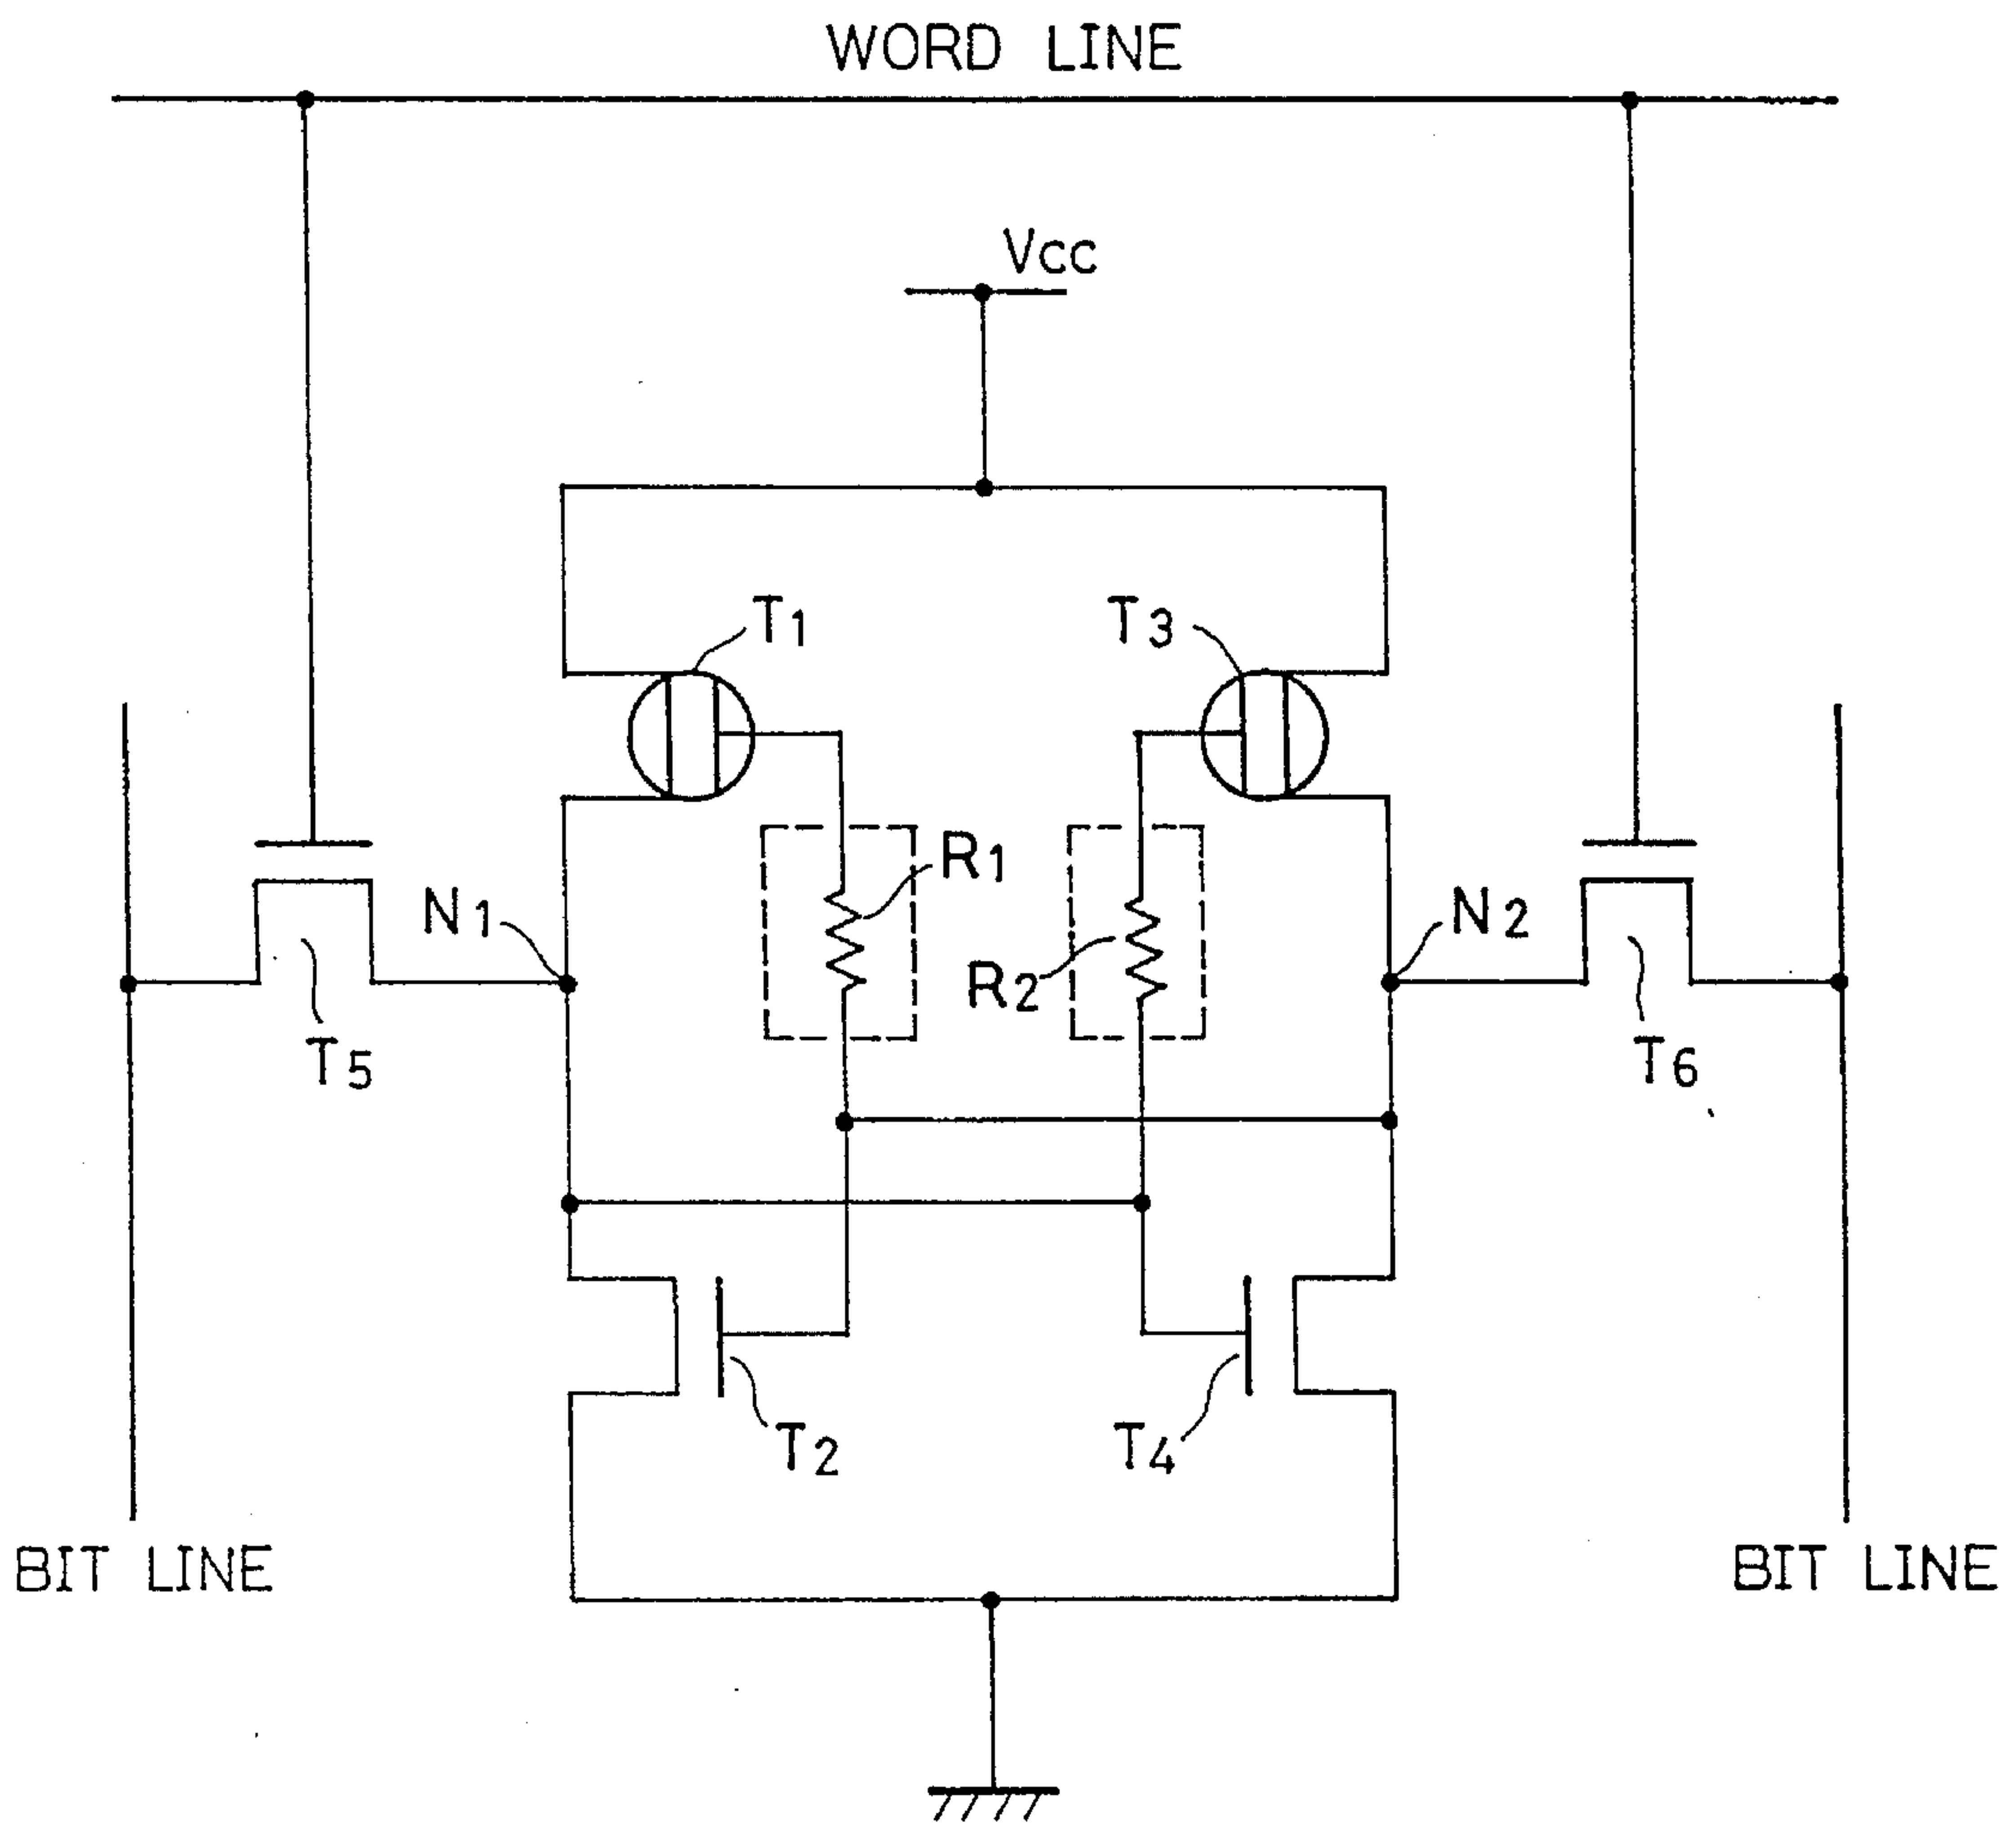 WORD LINE
Vcc
T1
T3
R1
N1
N2
R2
T5
T6
T2
T4
BIT LINE
BIT LINE